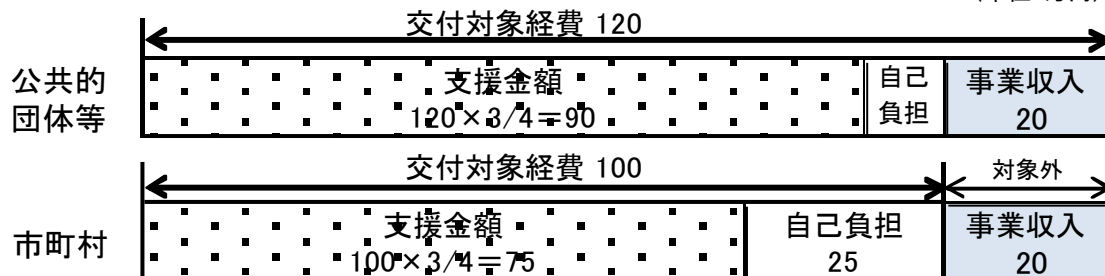 交付対象経費 120
公共的
団体等
支援金額
120×3/4=90
自己
負担
事業収入
20
交付対象経費 100
対象外
市町村
支援金額
100×3/4=75
自己負担
25
事業収入
20